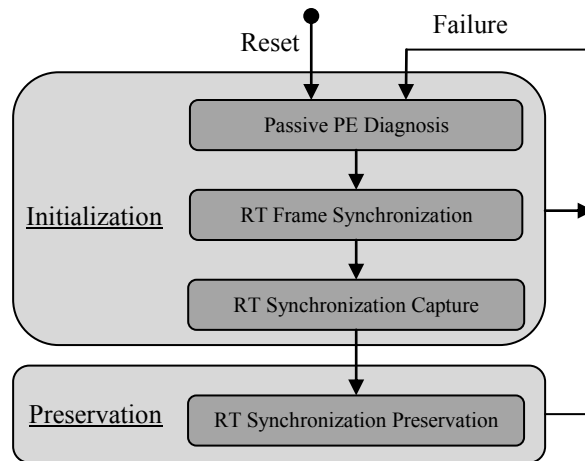 Reset
Failure
Passive PE Diagnosis
Initialization
RT Frame Synchronization
RT Synchronization Capture
Preservation
RT Synchronization Preservation